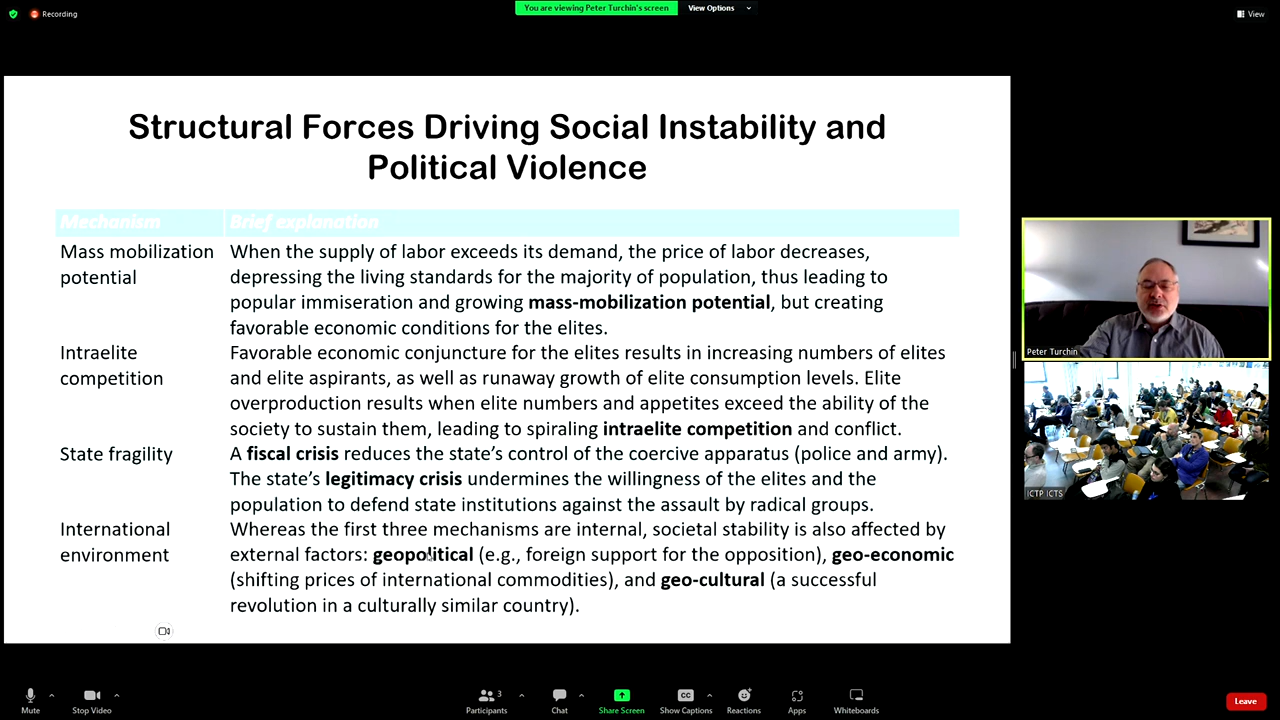 Recording
You are viewing Peter Turchin's screen
View Options
View
Structural Forces Driving Social Instability and
Political Violence
Mechanism Brief explanation
Mass mobilization
potential
When the supply of labor exceeds its demand, the price of labor decreases,
depressing the living standards for the majority of population, thus leading to
popular immiseration and growing mass-mobilization potential, but creating
favorable economic conditions for the elites.
Intraelite
competition
Favorable economic conjuncture for the elites results in increasing numbers of elites
and elite aspirants, as well as runaway growth of elite consumption levels. Elite
overproduction results when elite numbers and appetites exceed the ability of the
society to sustain them, leading to spiraling intraelite competition and conflict.
State fragility
A fiscal crisis reduces the state’s control of the coercive apparatus (police and army).
The state’s legitimacy crisis undermines the willingness of the elites and the
population to defend state institutions against the assault by radical groups.
International
environment
Whereas the first three mechanisms are internal, societal stability is also affected by
external factors: geopolitical (e.g., foreign support for the opposition), geo-economic
(shifting prices of international commodities), and geo-cultural (a successful
revolution in a culturally similar country).
Peter Turchin
ICTP ICTS
Mute
Stop Video
3
Participants
Chat
Share Screen
CC
Show Captions
Reactions
Apps
Whiteboards
Leave